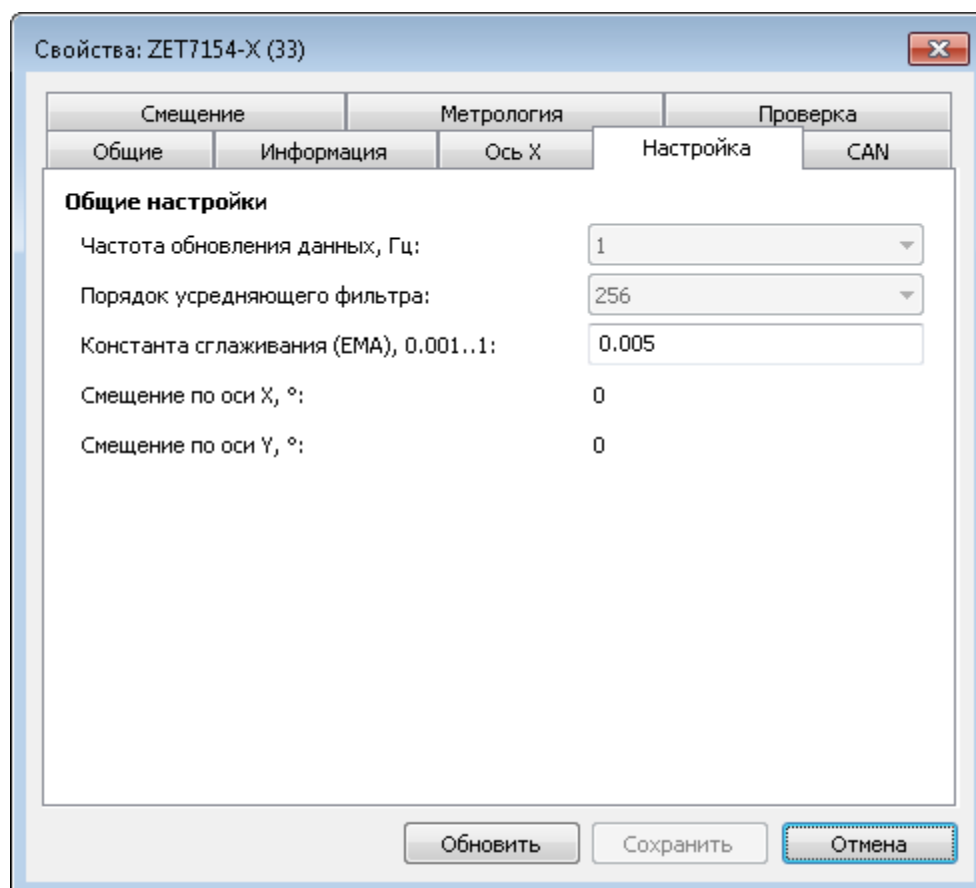 Свойства: ZET7154-X (33)
Смещение Метрология Проверка
Общие Информация Ось X Настройка CAN
Общие настройки
Частота обновления данных, Гц: 1
Порядок усредняющего фильтра: 256
Константа сглаживания (EMA), 0.001..1: 0.005
Смещение по оси X, °: 0
Смещение по оси Y, °: 0
Обновить Сохранить Отмена